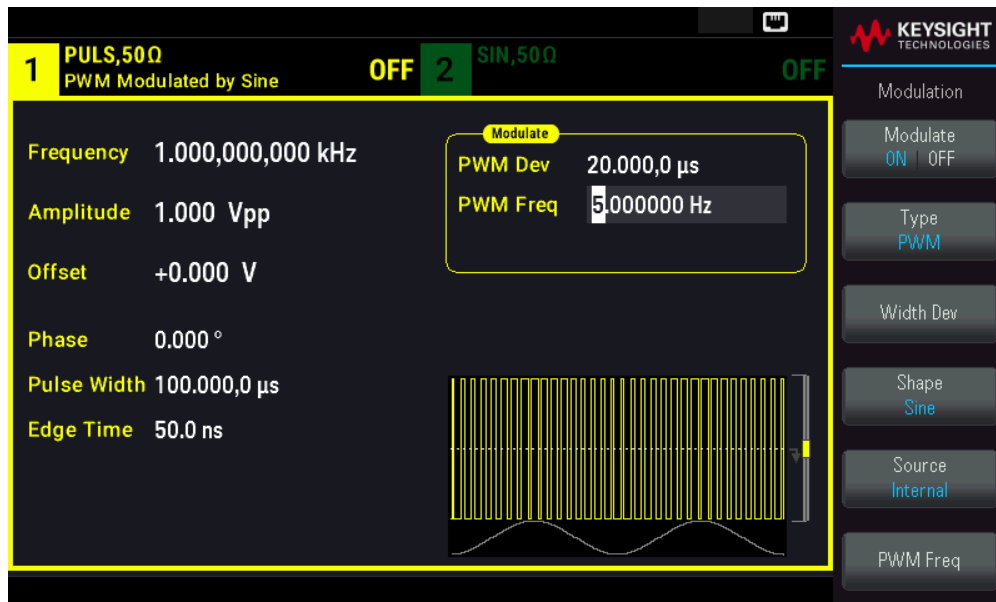 KEYSIGHT
TECHNOLOGIES
1 PULS,50Ω OFF 2 SIN,50Ω OFF
PWM Modulated by Sine
Modulation
Frequency 1.000,000,000 kHz
Amplitude 1.000 Vpp
Offset +0.000 V
Phase 0.000 °
Pulse Width 100.000,0 µs
Edge Time 50.0 ns
Modulate
PWM Dev 20.000,0 µs
PWM Freq 5.000000 Hz
Modulate
ON | OFF
Type
PWM
Width Dev
Shape
Sine
Source
Internal
PWM Freq